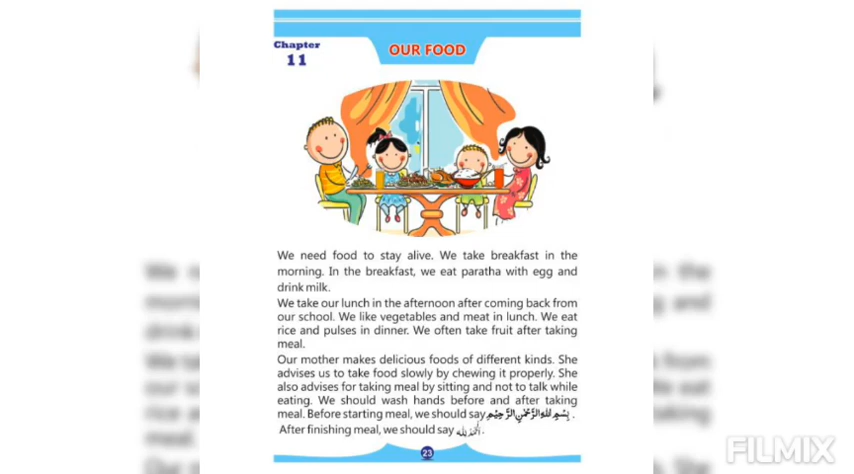 Chapter
11
OUR FOOD
We need food to stay alive. We take breakfast in the
morning. In the breakfast, we eat paratha with egg and
drink milk.
We take our lunch in the afternoon after coming back from
our school. We like vegetables and meat in lunch. We eat
rice and pulses in dinner. We often take fruit after taking
meal.
Our mother makes delicious foods of different kinds. She
advises us to take food slowly by chewing it properly. She
also advises for taking meal by sitting and not to talk while
eating. We should wash hands before and after taking
meal. Before starting meal, we should say بِسْمِ اللهِ الرَّحْمٰنِ الرَّحِيْمِ .
After finishing meal, we should say اَلْحَمْدُ لِلّٰه .
23
FILMIX